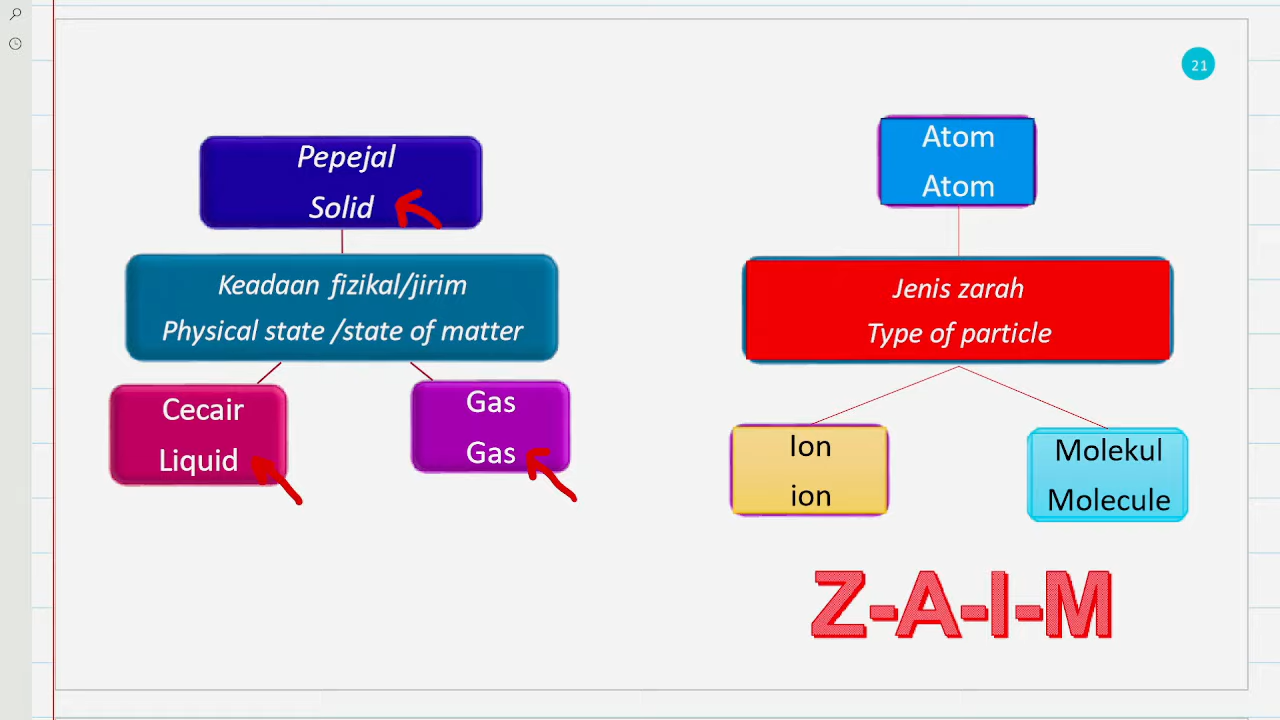 21
Pepejal
Solid
Keadaan fizikal/jirim
Physical state /state of matter
Cecair
Liquid
Gas
Gas
Atom
Atom
Jenis zarah
Type of particle
Ion
ion
Molekul
Molecule
Z-A-I-M